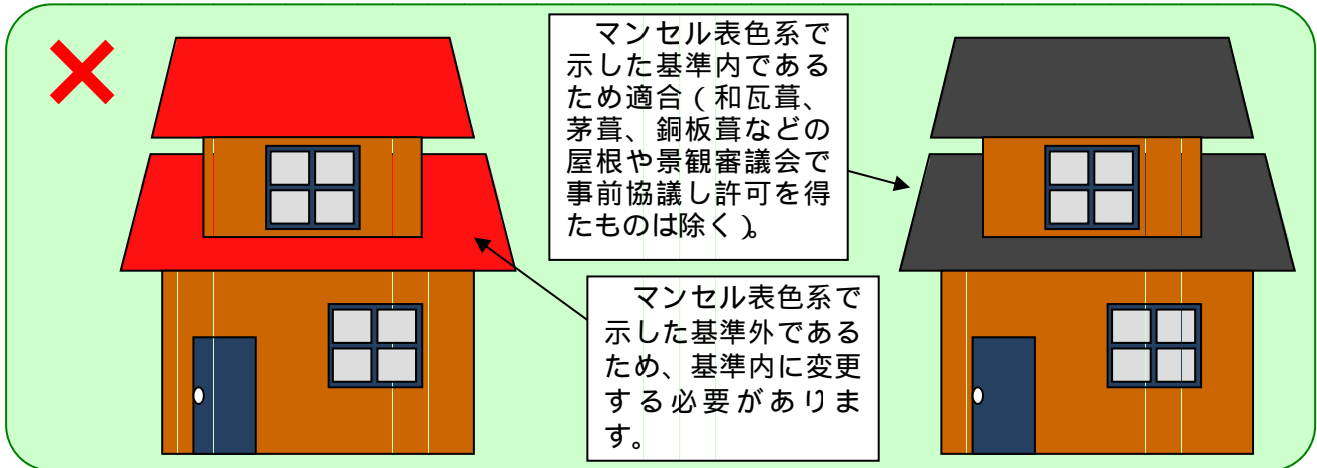 マンセル表色系で
示した基準内である
ため適合（和瓦葺、
茅葺、銅板葺などの
屋根や景観審議会で
事前協議し許可を得
たものは除く）。
　マンセル表色系で
示した基準外である
ため、基準内に変更
する必要がありま
す。